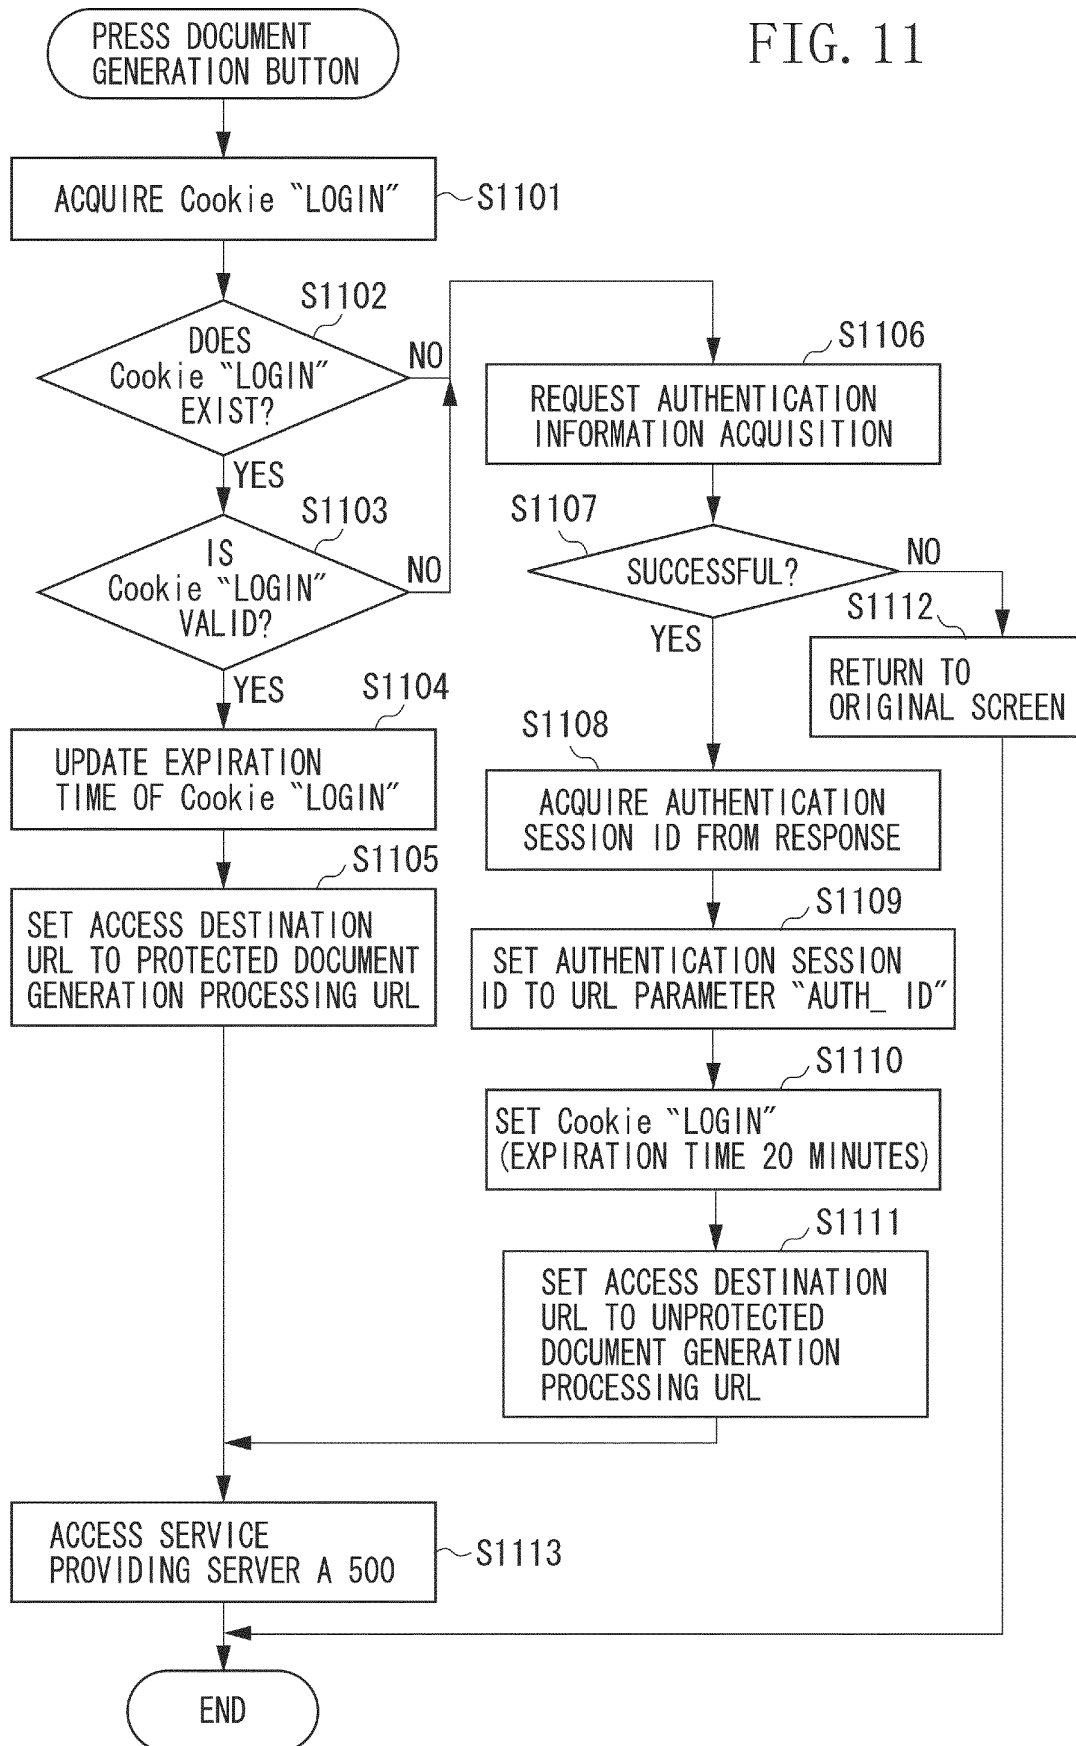 FIG. 11
PRESS DOCUMENT
GENERATION BUTTON
ACQUIRE Cookie “LOGIN”
S1101
S1102
DOES
Cookie “LOGIN”
EXIST?
NO
YES
S1103
IS
Cookie “LOGIN”
VALID?
NO
YES
S1104
UPDATE EXPIRATION
TIME OF Cookie “LOGIN”
S1105
SET ACCESS DESTINATION
URL TO PROTECTED DOCUMENT
GENERATION PROCESSING URL
S1106
REQUEST AUTHENTICATION
INFORMATION ACQUISITION
S1107
SUCCESSFUL?
NO
YES
S1112
RETURN TO
ORIGINAL SCREEN
S1108
ACQUIRE AUTHENTICATION
SESSION ID FROM RESPONSE
S1109
SET AUTHENTICATION SESSION
ID TO URL PARAMETER “AUTH_ ID”
S1110
SET Cookie “LOGIN”
(EXPIRATION TIME 20 MINUTES)
S1111
SET ACCESS DESTINATION
URL TO UNPROTECTED
DOCUMENT GENERATION
PROCESSING URL
ACCESS SERVICE
PROVIDING SERVER A 500
S1113
END